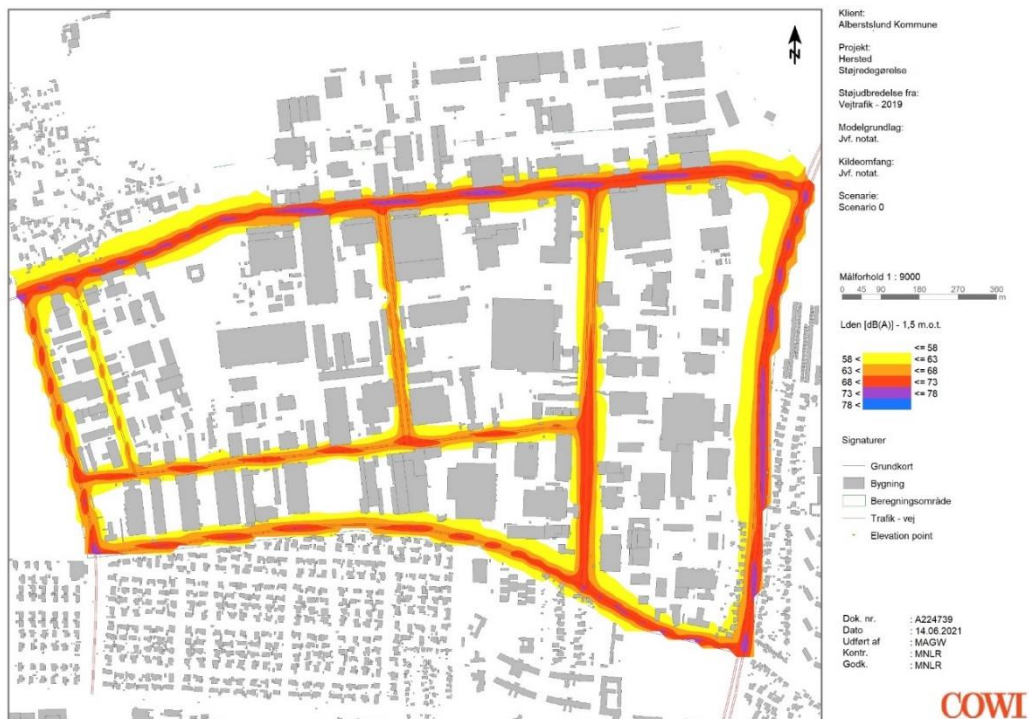 N
Klient:
Alberstslund Kommune
Projekt:
Hersted
Støjredegørelse
Støjudbredelse fra:
Vejtrafik - 2019
Modelgrundlag:
Jvf. notat.
Kildeomfang:
Jvf. notat.
Scenarie:
Scenario 0
Målforhold 1 : 9000
0 45 90 180 270 360
m
Lden [dB(A)] - 1,5 m.o.t.
<= 58
58 < <= 63
63 < <= 68
68 < <= 73
73 < <= 78
78 <
Signaturer
Grundkort
Bygning
Beregningsområde
Trafik - vej
Elevation point
Dok. nr. : A224739
Dato : 14.06.2021
Udført af : MAGW
Kontr. : MNLR
Godk. : MNLR
COWI